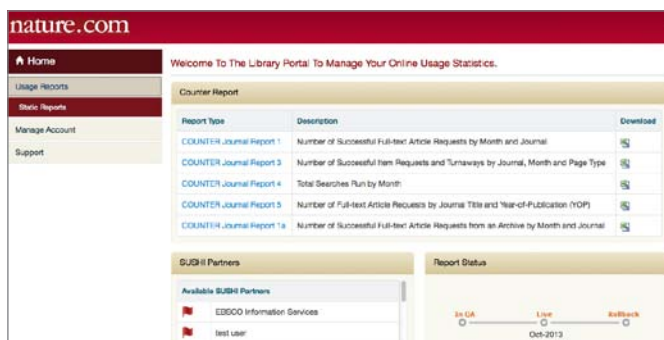 nature.com
Home
Welcome To The Library Portal To Manage Your Online Usage Statistics.
Usage Reports
Static Reports
Manage Account
Support
Counter Report
Report Type Description Download
COUNTER Journal Report 1 Number of Successful Full-text Article Requests by Month and Journal
COUNTER Journal Report 3 Number of Successful Item Requests and Turnaways by Journal, Month and Page Type
COUNTER Journal Report 4 Total Searches Run by Month
COUNTER Journal Report 5 Number of Full-text Article Requests by Journal Title and Year-of-Publication (YOP)
COUNTER Journal Report 1a Number of Successful Full-text Article Requests from an Archive by Month and Journal
SUSHI Partners
Available SUSHI Partners
EBSCO Information Services
test user
Report Status
In QA Live Rollback
Oct-2013